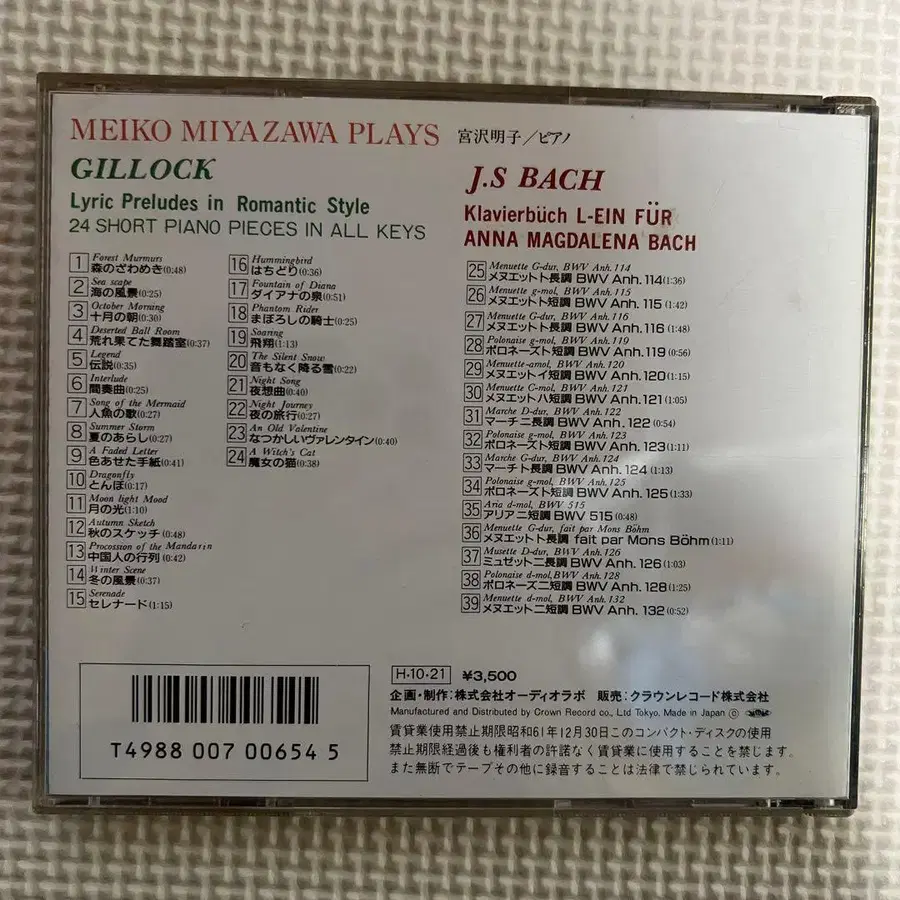 MEIKO MIYAZAWA PLAYS 宮沢明子/ピアノ
GILLOCK
Lyric Preludes in Romantic Style
24 SHORT PIANO PIECES IN ALL KEYS
1 Forest Murmurs
森のざわめき(0:48)
2 Sea scape
海の風景(0:25)
3 October Morning
十月の朝(0:30)
4 Deserted Ball Room
荒れ果てた舞踏室(0:37)
5 Legend
伝説(0:35)
6 Interlude
間奏曲(0:25)
7 Song of the Mermaid
人魚の歌(0:27)
8 Summer Storm
夏のあらし(0:27)
9 A Faded Letter
色あせた手紙(0:41)
10 Dragonfly
とんぼ(0:17)
11 Moon light Mood
月の光(1:10)
12 Autumn Sketch
秋のスケッチ(0:48)
13 Procossion of the Mandarin
中国人の行列(0:42)
14 Winter Scene
冬の風景(0:37)
15 Serenade
セレナード(1:15)
16 Hummingbird
はちどり(0:36)
17 Fountain of Diana
ダイアナの泉(0:51)
18 Phantom Rider
まぼろしの騎士(0:25)
19 Soaring
飛翔(1:13)
20 The Silent Snow
音もなく降る雪(0:22)
21 Night Song
夜想曲(0:40)
22 Night Journey
夜の旅行(0:27)
23 An Old Valentine
なつかしいヴァレンタイン(0:40)
24 A Witch's Cat
魔女の猫(0:38)
J.S BACH
Klavierbüch L-EIN FÜR
ANNA MAGDALENA BACH
25 Menuette G-dur, BWV Anh.114
メヌエットト長調 BWV Anh.114(1:36)
26 Menuette g-mol, BWV Anh.115
メヌエットト短調 BWV Anh.115(1:42)
27 Menuette G-dur, BWV Anh.116
メヌエットト長調 BWV Anh.116(1:48)
28 Polonaise g-mol, BWV Anh.119
ポロネーズト短調 BWV Anh.119(0:56)
29 Menuette-amol, BWV Anh.120
メヌエットイ短調 BWV Anh.120(1:15)
30 Menuette C-mol, BWV Anh.121
メヌエットハ短調 BWV Anh.121(1:05)
31 Marche D-dur, BWV Anh.122
マーチニ長調 BWV Anh.122(0:54)
32 Polonaise g-mol, BWV Anh.123
ポロネーズト短調 BWV Anh.123(1:11)
33 Marche G-dur, BWV Anh.124
マーチト長調 BWV Anh.124(1:13)
34 Polonaise g-mol, BWV Anh.125
ポロネーズト短調 BWV Anh.125(1:33)
35 Aria d-mol, BWV 515
アリアニ短調 BWV 515(0:48)
36 Menuette G-dur, fait par Mons Böhm
メヌエットト長調 fait par Mons Böhm(1:11)
37 Musette D-dur, BWV Anh.126
ミュゼットニ長調 BWV Anh.126(1:03)
38 Polonaise d-mol, BWV Anh.128
ポロネーズニ短調 BWV Anh.128(1:25)
39 Menuette d-mol, BWV Anh.132
メヌエットニ短調 BWV Anh.132(0:52)
T4988 007 00654 5
H·10·21 ¥3,500
企画・制作:株式会社オーディオラボ 販売:クラウンレコード株式会社
Manufactured and Distributed by Crown Record co., Ltd Tokyo, Made in Japan ⓒ
賃貸業使用禁止期限昭和61年12月30日このコンパクト・ディスクの使用
禁止期限経過後も権利者の許諾なく賃貸業に使用することを禁じます。
また無断でテープその他に録音することは法律で禁じられています。